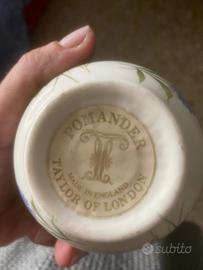 POMANDER
MADE IN ENGLAND
TAYLOR OF LONDON
subito